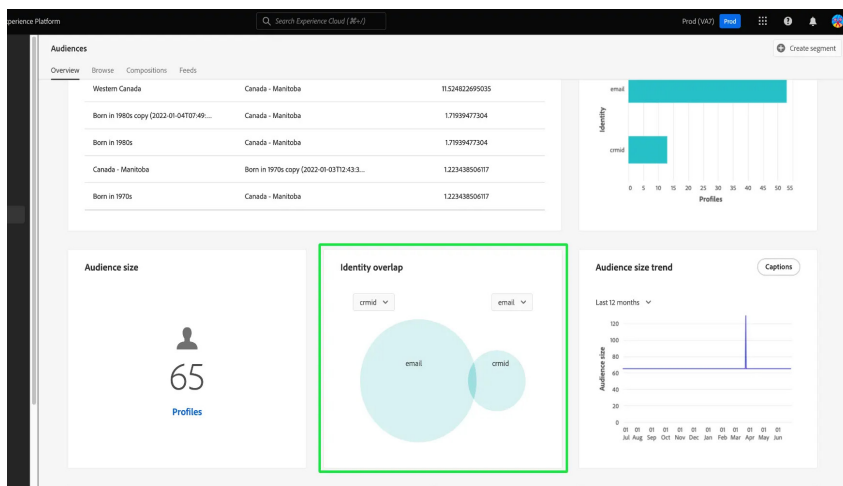 xperience Platform
Search Experience Cloud (⌘+/)
Prod (VA7) Prod
Audiences
Create segment
Overview Browse Compositions Feeds
Western Canada Canada - Manitoba 11.524822695035
Born in 1980s copy (2022-01-04T07:49:... Canada - Manitoba 1.71939477304
Born in 1980s Canada - Manitoba 1.71939477304
Canada - Manitoba Born in 1970s copy (2022-01-03T12:43:3... 1.223438506117
Born in 1970s Canada - Manitoba 1.223438506117
Identity
email
crmid
0 5 10 15 20 25 30 35 40 45 50 55
Profiles
Audience size
65
Profiles
Identity overlap
crmid email
email crmid
Audience size trend Captions
Last 12 months
Audience size
120
100
80
60
40
20
0
01 01 01 01 01 01 01 01 01 01 01 01
Jul Aug Sep Oct Nov Dec Jan Feb Mar Apr May Jun